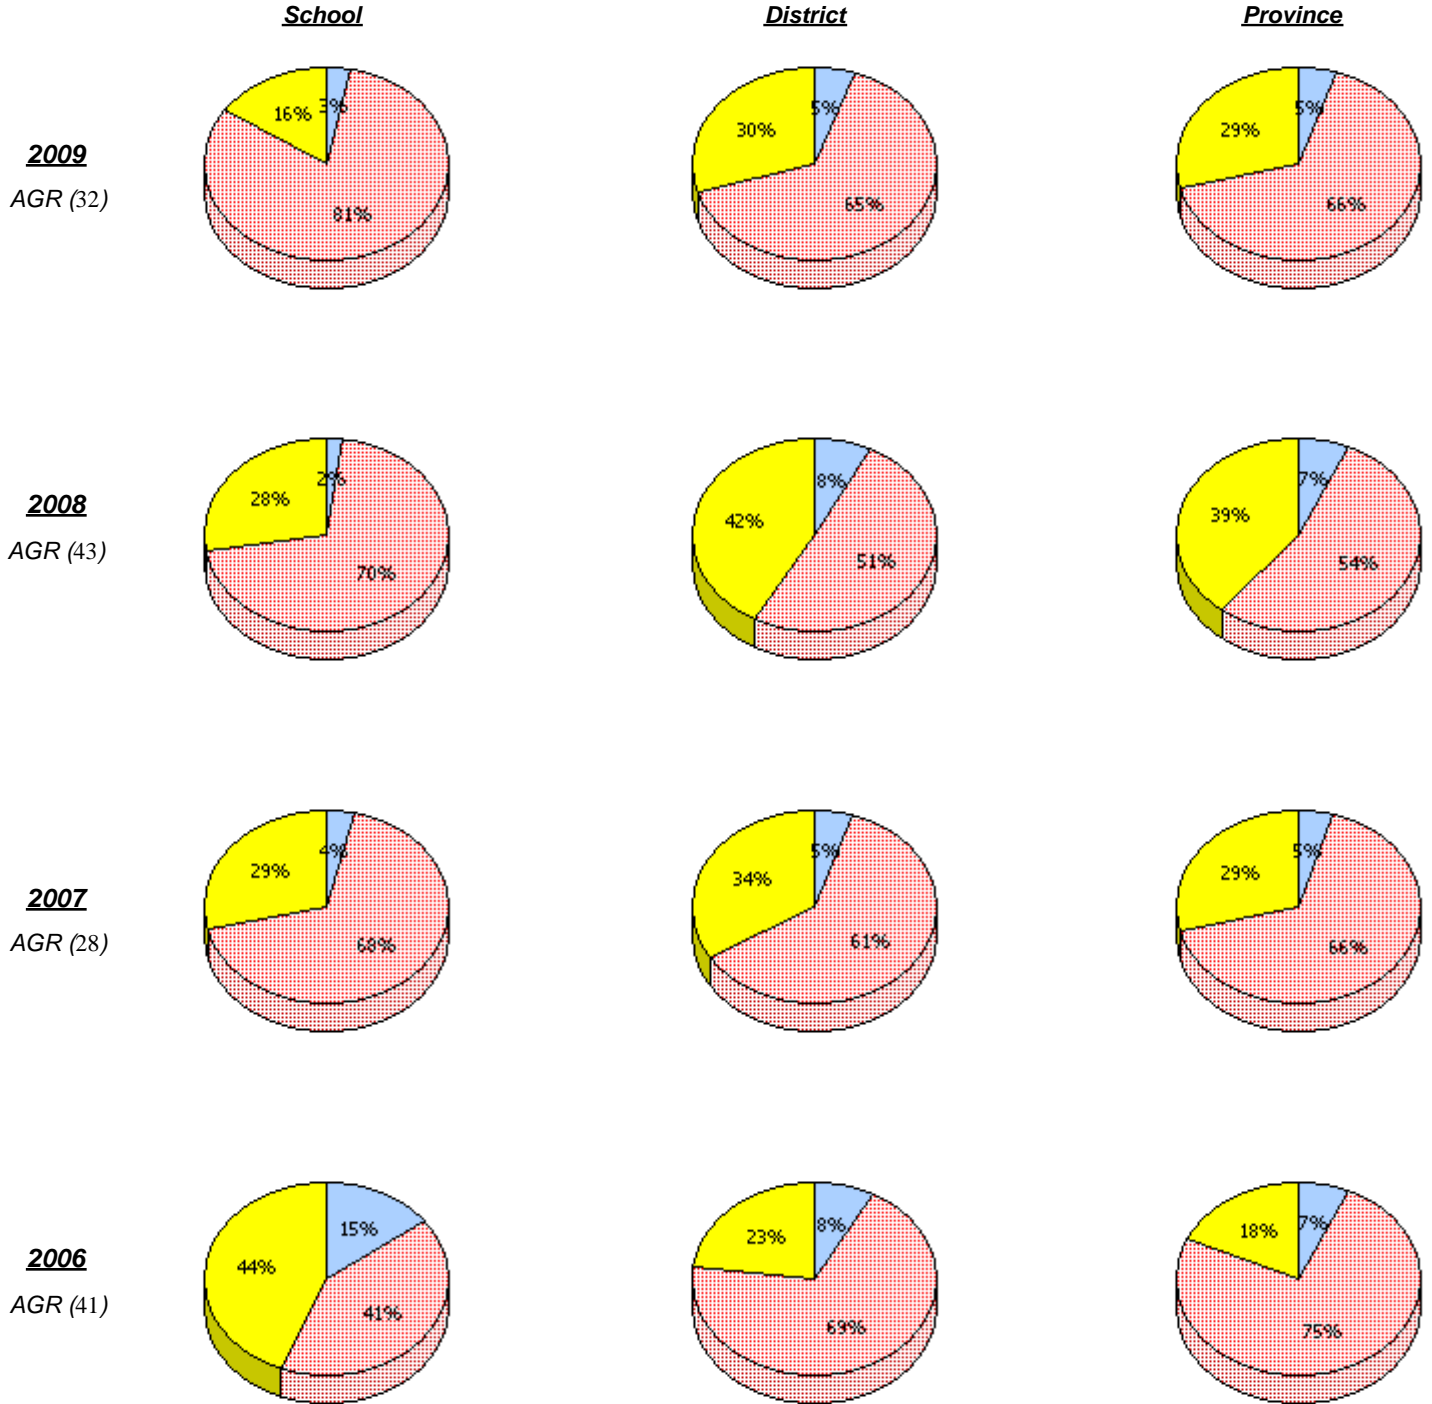 School District Province
16% 3% 81%
30% 5% 65%
29% 5% 66%
2009
AGR (32)
28% 2% 70%
42% 8% 51%
39% 7% 54%
2008
AGR (43)
29% 4% 68%
34% 5% 61%
29% 5% 66%
2007
AGR (28)
44% 15% 41%
23% 8% 69%
18% 7% 75%
2006
AGR (41)